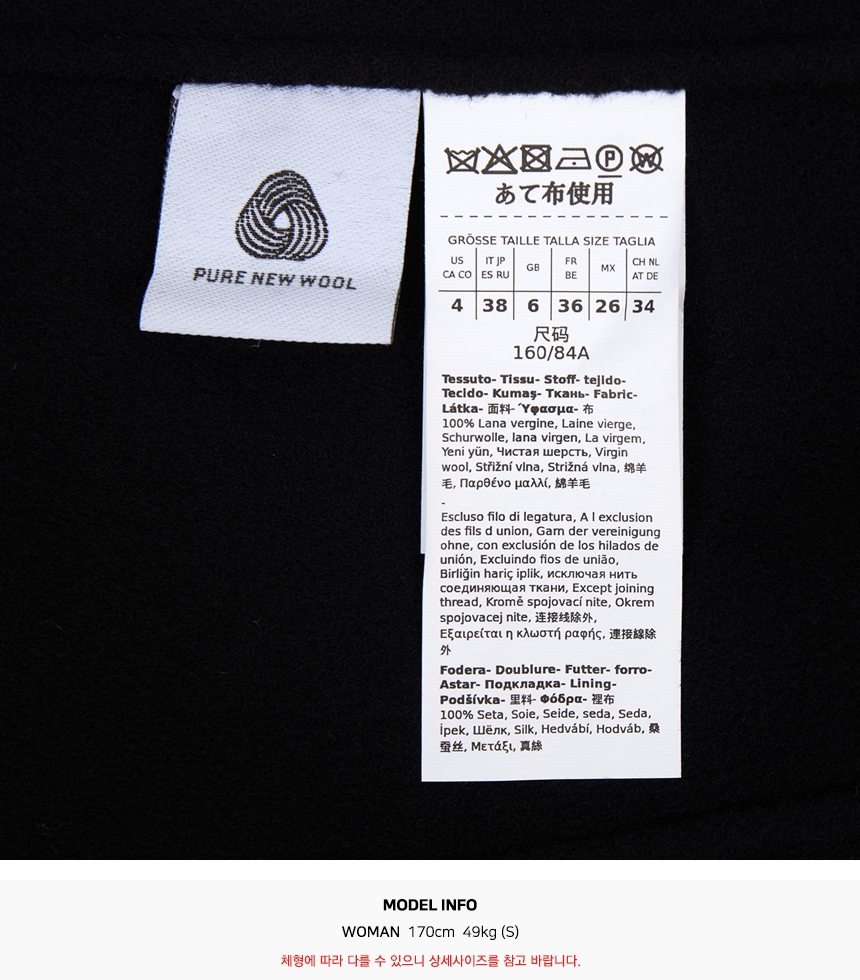 PURE NEW WOOL
P W
あて布使用
GRÖSSE TAILLE TALLA SIZE TAGLIA
US CA CO IT JP ES RU GB FR BE MX CH NL AT DE
4 38 6 36 26 34
尺码
160/84A
Tessuto- Tissu- Stoff- tejido-
Tecido- Kumaş- Ткань- Fabric-
Látka- 面料- Ύφασμα- 布
100% Lana vergine, Laine vierge,
Schurwolle, lana virgen, La virgem,
Yeni yün, Чистая шерсть, Virgin
wool, Střižní vlna, Strižná vlna, 绵羊
毛, Παρθένο μαλλί, 綿羊毛
-
Escluso filo di legatura, A l exclusion
des fils d union, Garn der vereinigung
ohne, con exclusión de los hilados de
unión, Excluindo fios de união,
Birliğin hariç iplik, исключая нить
соединяющая ткани, Except joining
thread, Kromě spojovací nite, Okrem
spojovacej nite, 连接线除外,
Εξαιρείται η κλωστή ραφής, 連接線除
外
Fodera- Doublure- Futter- forro-
Astar- Подкладка- Lining-
Podšívka- 里料- Φόδρα- 裡布
100% Seta, Soie, Seide, seda, Seda,
İpek, Шёлк, Silk, Hedvábí, Hodváb, 桑
蚕丝, Μετάξι, 真絲
MODEL INFO
WOMAN 170cm 49kg (S)
체형에 따라 다를 수 있으니 상세사이즈를 참고 바랍니다.